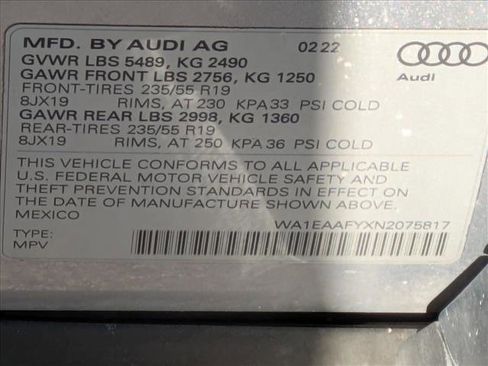 MFD. BY AUDI AG 02 22
GVWR LBS 5489, KG 2490
GAWR FRONT LBS 2756, KG 1250
FRONT-TIRES 235/55 R19
8JX19 RIMS, AT 230 KPA 33 PSI COLD
GAWR REAR LBS 2998, KG 1360
REAR-TIRES 235/55 R19
8JX19 RIMS, AT 250 KPA 36 PSI COLD
THIS VEHICLE CONFORMS TO ALL APPLICABLE
U.S. FEDERAL MOTOR VEHICLE SAFETY AND
THEFT PREVENTION STANDARDS IN EFFECT ON
THE DATE OF MANUFACTURE SHOWN ABOVE.
MEXICO
WA1EAAFYXN2075817
TYPE:
MPV
Audi